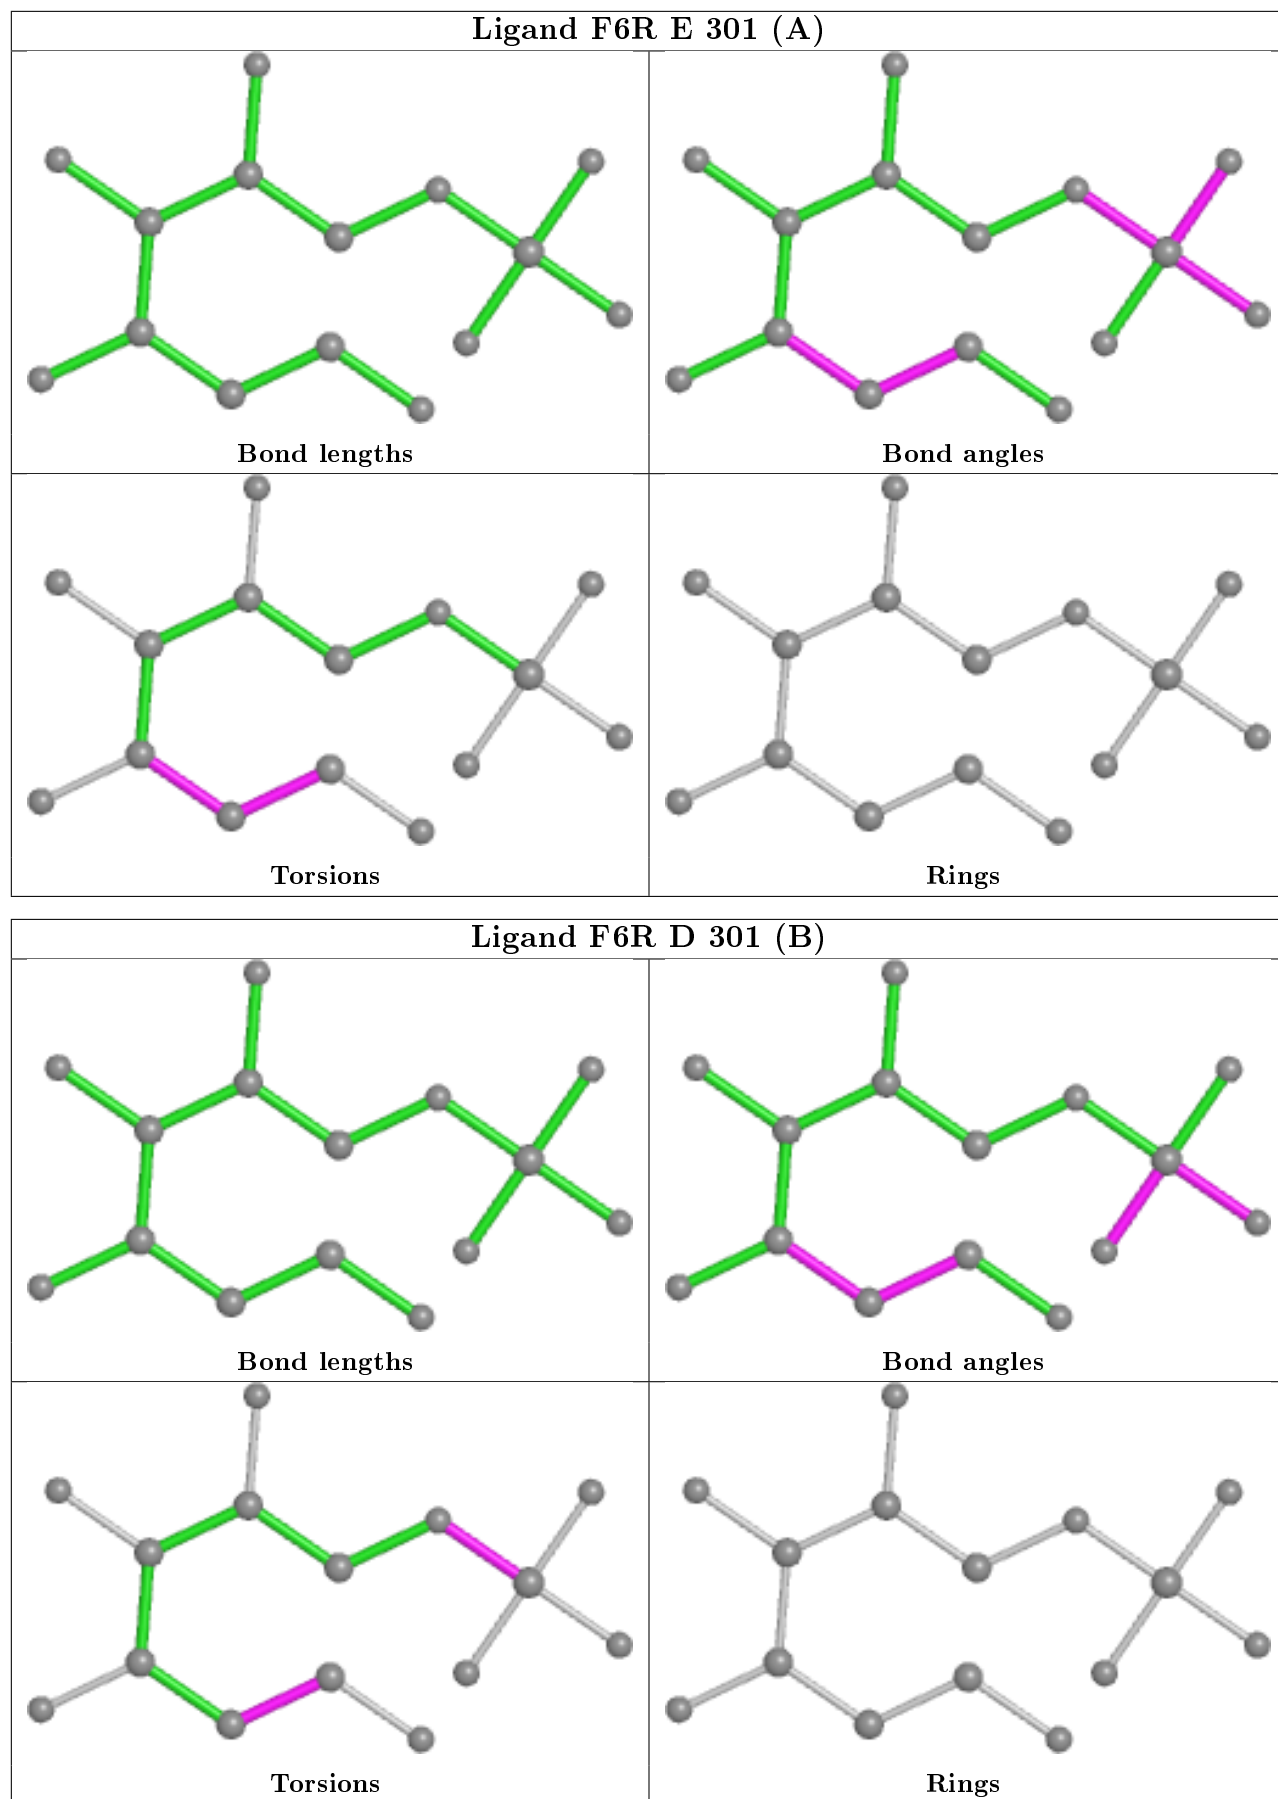 Ligand F6R E 301 (A)
Bond lengths
Bond angles
Torsions
Rings
Ligand F6R D 301 (B)
Bond lengths
Bond angles
Torsions
Rings